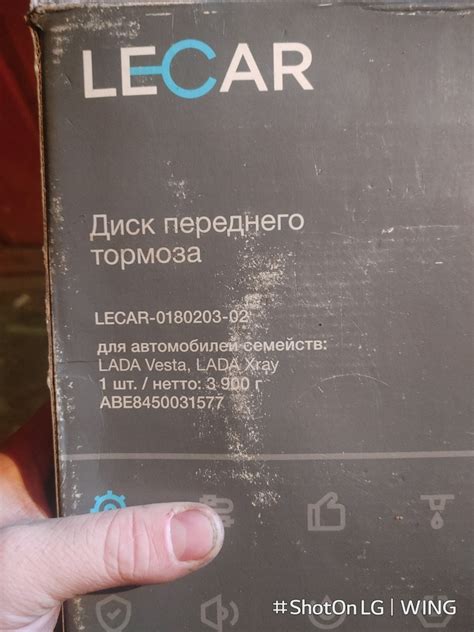 LECAR
Диск переднего
тормоза
LECAR-0180203-02
для автомобилей семейств:
LADA Vesta, LADA Xray
1 шт. / нетто: 3 900 г
ABE8450031577
#ShotOn LG | WING